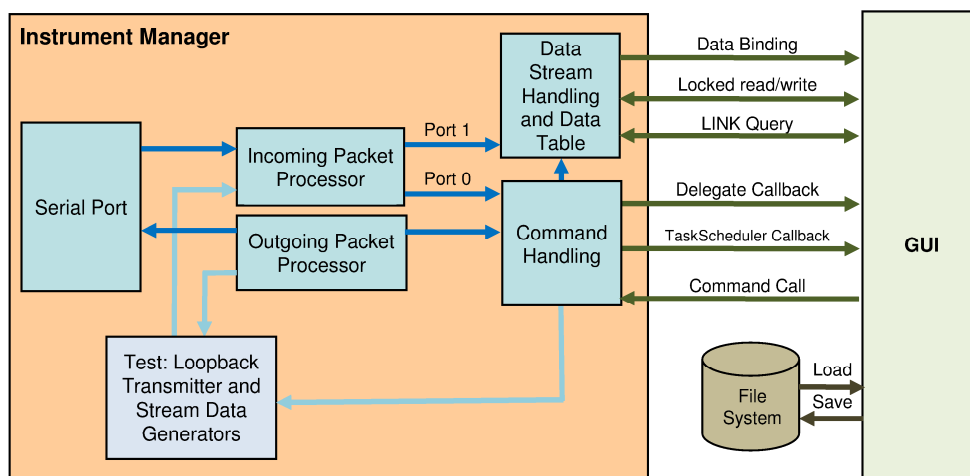 Instrument Manager
Data
Stream
Handling
and Data
Table
Data Binding
Locked read/write
LINK Query
Port 1
Incoming Packet
Processor
Port 0
Serial Port
Outgoing Packet
Processor
Command
Handling
Delegate Callback
TaskScheduler Callback
Command Call
GUI
Test: Loopback
Transmitter and
Stream Data
Generators
File
System
Load
Save